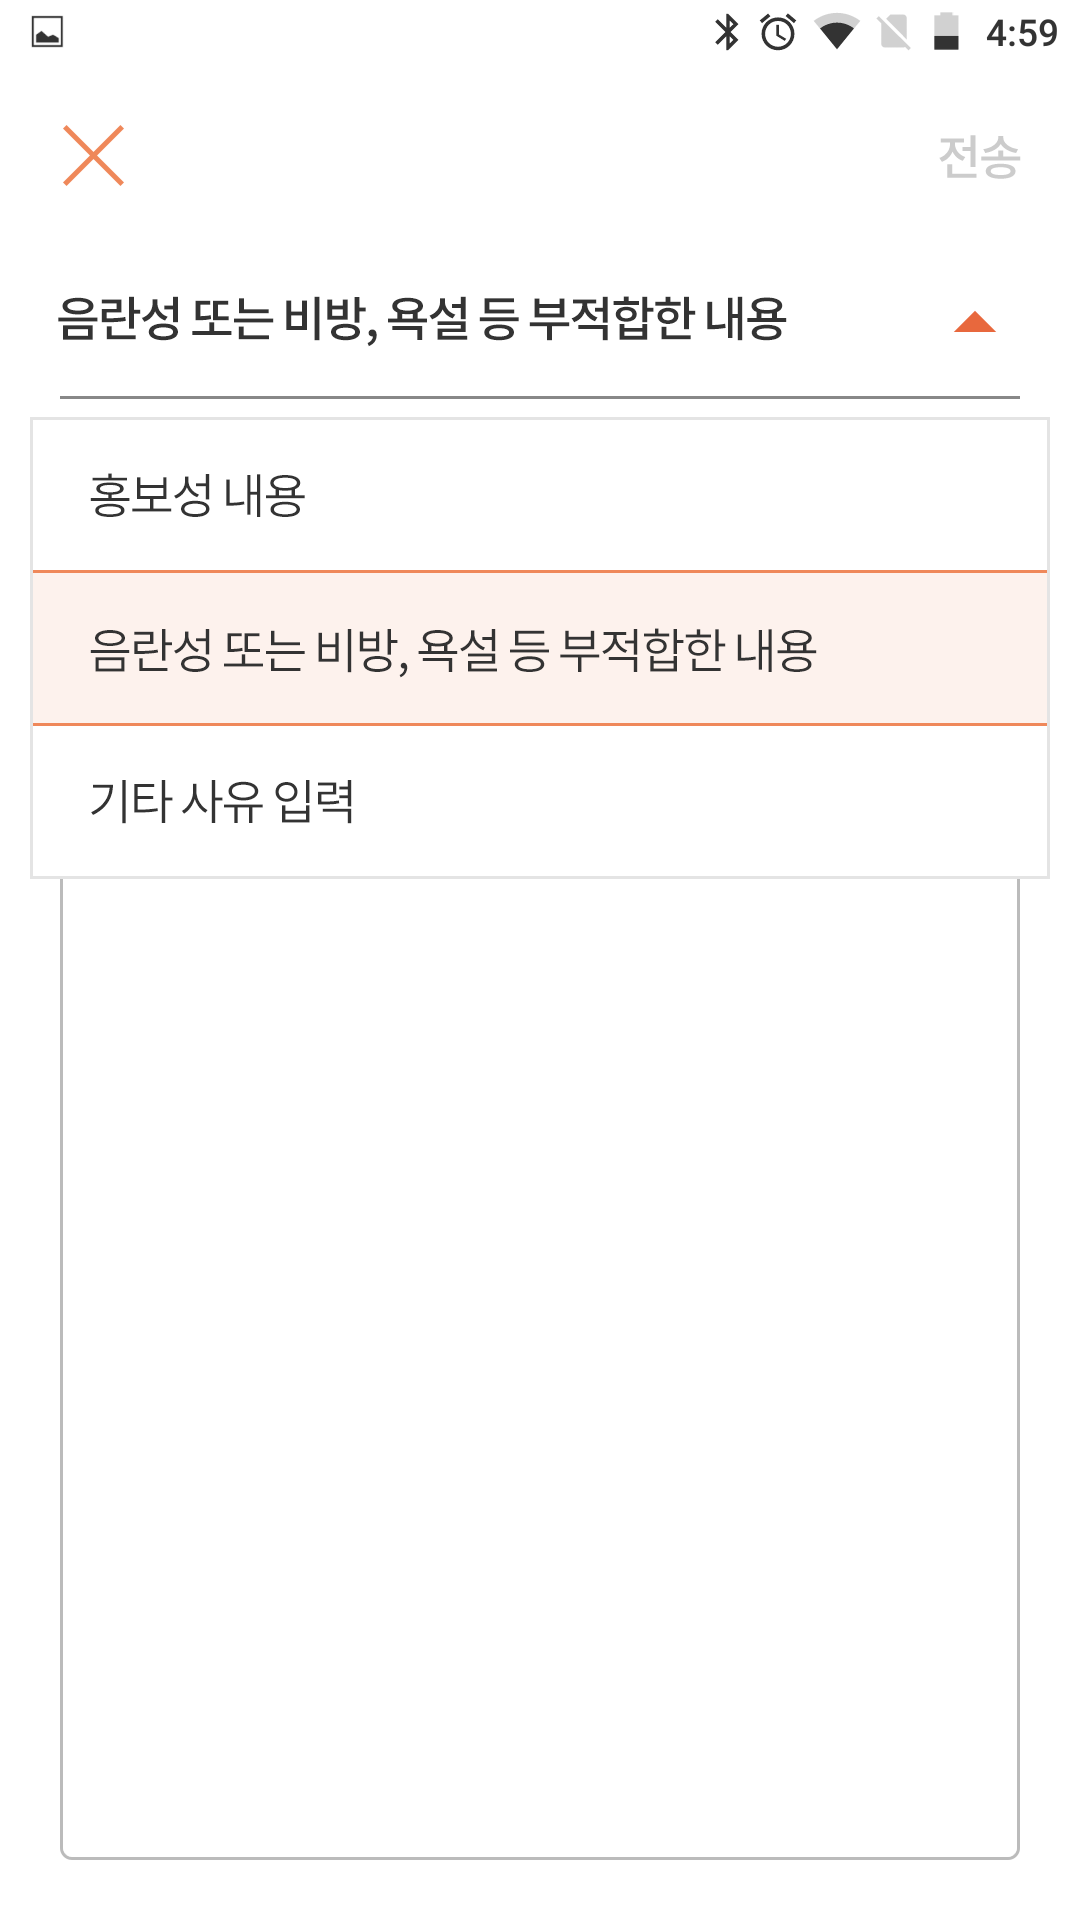 4:59
전송
음란성 또는 비방, 욕설 등 부적합한 내용
홍보성 내용
음란성 또는 비방, 욕설 등 부적합한 내용
기타 사유 입력